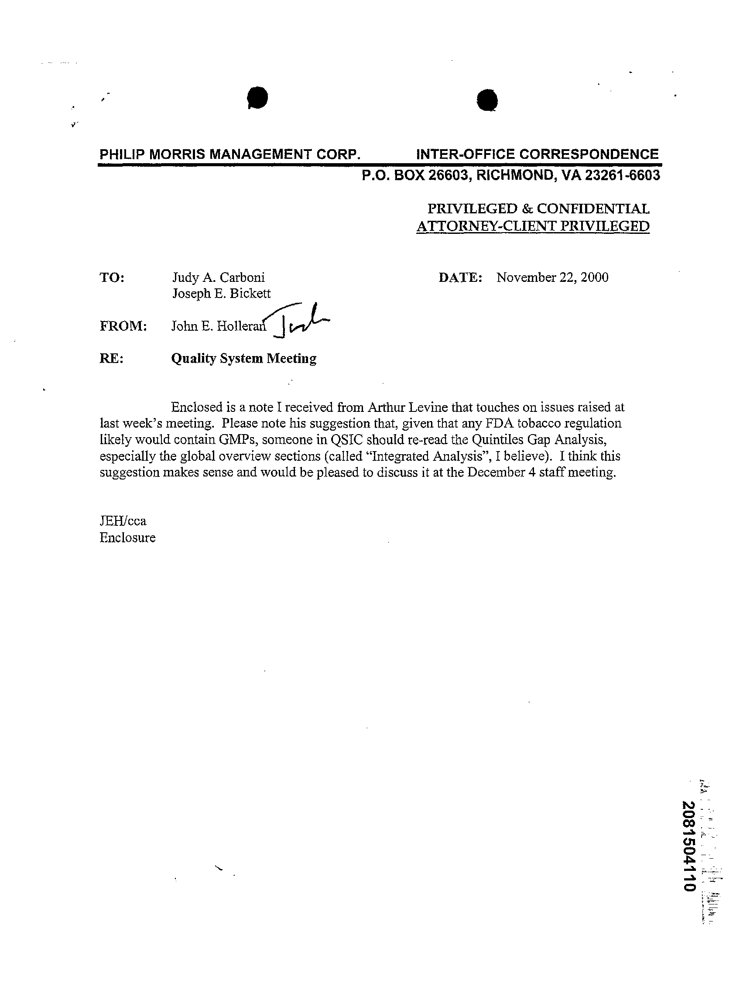 PHILIP MORRIS MANAGEMENT CORP. INTER-OFFICE CORRESPONDENCE
P.O. BOX 26603, RICHMOND, VA 23261-6603
PRIVILEGED & CONFIDENTIAL
ATTORNEY-CLIENT PRIVILEGED
TO: Judy A. Carboni DATE: November 22, 2000
Joseph E. Bickett
FROM: John E. Holleran
RE: Quality System Meeting
Enclosed is a note I received from Arthur Levine that touches on issues raised at
last week's meeting. Please note his suggestion that, given that any FDA tobacco regulation
likely would contain GMPs, someone in QSIC should re-read the Quintiles Gap Analysis,
especially the global overview sections (called "Integrated Analysis", I believe). I think this
suggestion makes sense and would be pleased to discuss it at the December 4 staff meeting.
JEH/cca
Enclosure
2081504110